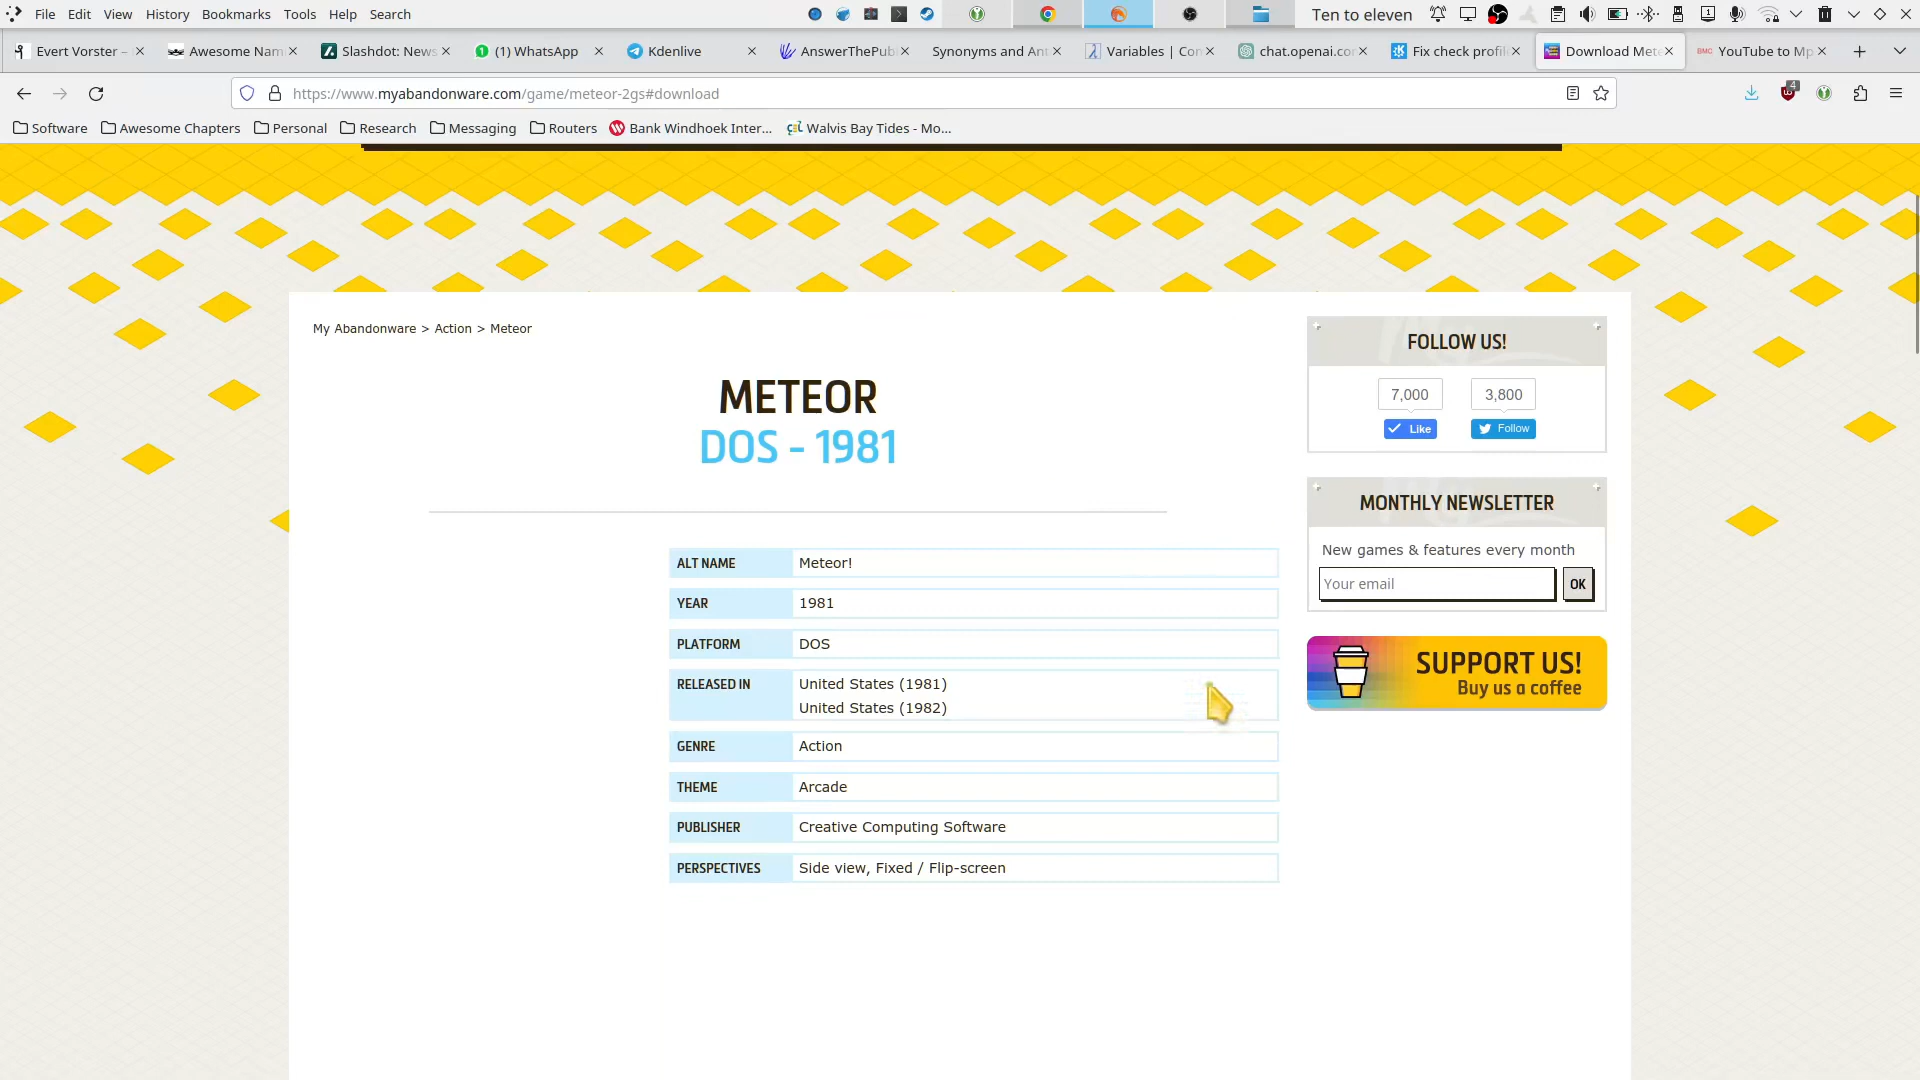 File Edit View History Bookmarks Tools Help Search Ten to eleven
Evert Vorster – Awesome Nam Slashdot: News (1) WhatsApp Kdenlive AnswerThePub Synonyms and Ant Variables | Con chat.openai.com Fix check profile Download Mete BMC YouTube to Mp
https://www.myabandonware.com/game/meteor-2gs#download 4
Software Awesome Chapters Personal Research Messaging Routers Bank Windhoek Inter... Walvis Bay Tides - Mo...
My Abandonware > Action > Meteor
METEOR
DOS - 1981
ALT NAME Meteor!
YEAR 1981
PLATFORM DOS
RELEASED IN United States (1981)
United States (1982)
GENRE Action
THEME Arcade
PUBLISHER Creative Computing Software
PERSPECTIVES Side view, Fixed / Flip-screen
FOLLOW US!
7,000 3,800
Like Follow
MONTHLY NEWSLETTER
New games & features every month
Your email OK
SUPPORT US!
Buy us a coffee